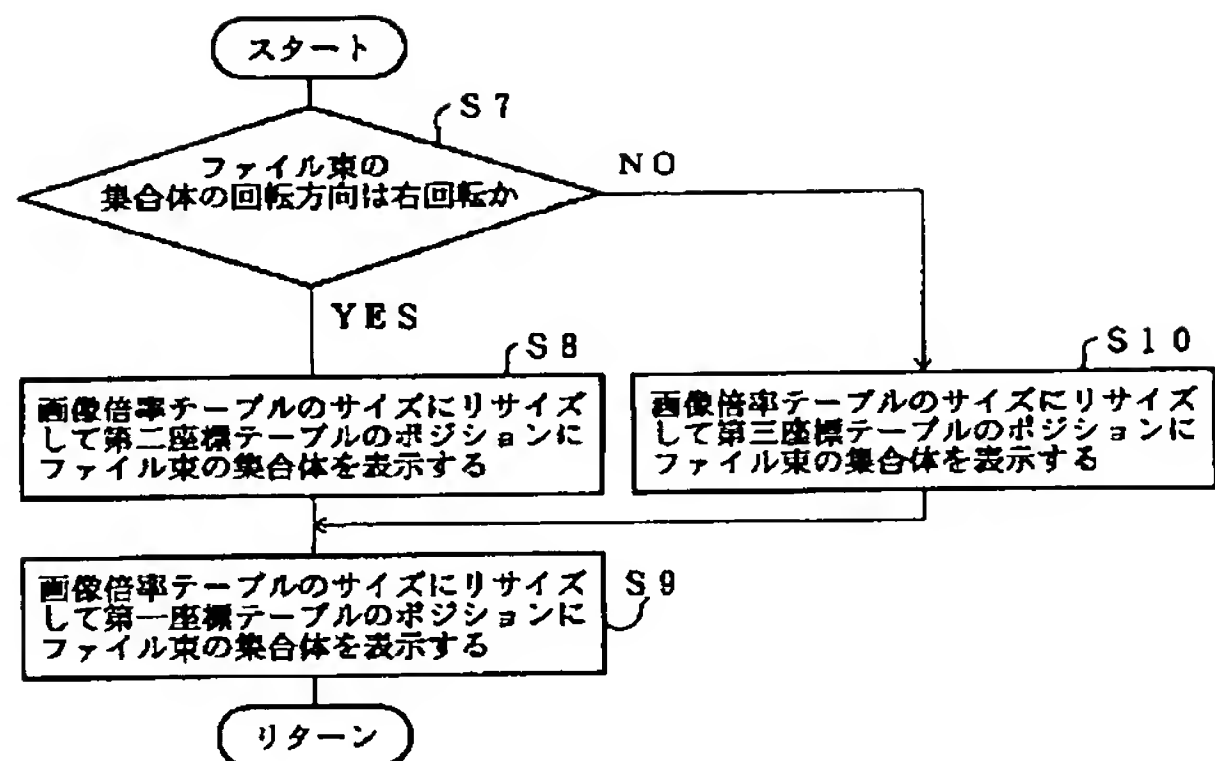 スタート
S7
ファイル束の
集合体の回転方向は右回転か
NO
YES
S8
画像倍率テーブルのサイズにリサイズ
して第二座標テーブルのポジションに
ファイル束の集合体を表示する
S10
画像倍率テーブルのサイズにリサイズ
して第三座標テーブルのポジションに
ファイル束の集合体を表示する
画像倍率テーブルのサイズにリサイズ
して第一座標テーブルのポジションに
ファイル束の集合体を表示する
S9
リターン